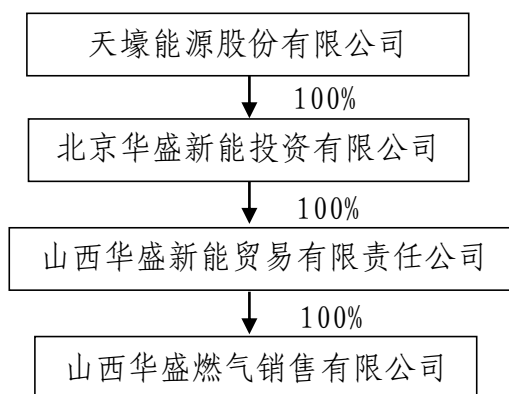 天壕能源股份有限公司
100%
北京华盛新能投资有限公司
100%
山西华盛新能贸易有限责任公司
100%
山西华盛燃气销售有限公司